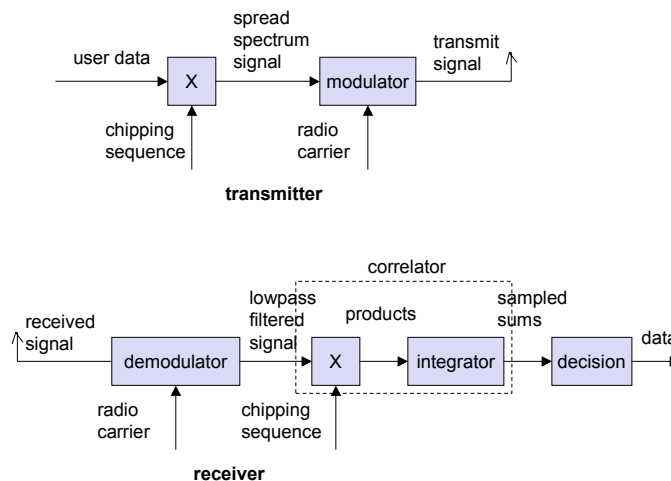 user data
spread
spectrum
signal
transmit
signal
X
modulator
chipping
sequence
radio
carrier
transmitter
correlator
received
signal
lowpass
filtered
signal
products
sampled
sums
data
demodulator
X
integrator
decision
radio
carrier
chipping
sequence
receiver